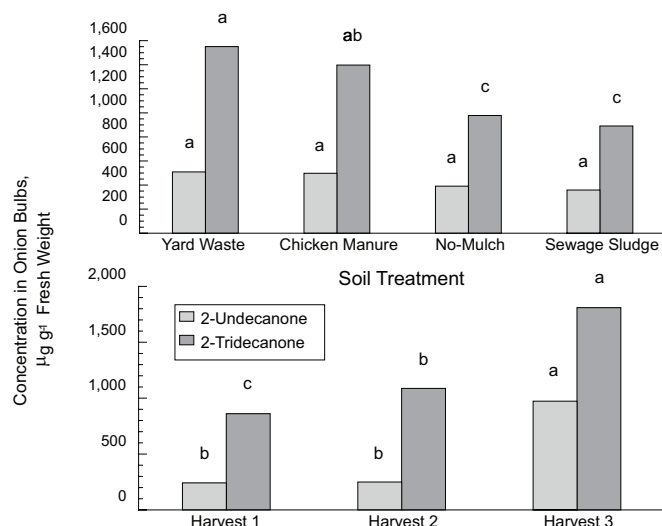 1,600
1,400
1,200
1,000
800
600
400
200
0
a
a
a
ab
a
c
a
c
Yard Waste Chicken Manure No-Mulch Sewage Sludge
Soil Treatment
Concentration in Onion Bulbs,
µg g-1 Fresh Weight
2,000
1,500
1,000
500
0
2-Undecanone
2-Tridecanone
b
c
b
b
a
a
Harvest 1 Harvest 2 Harvest 3